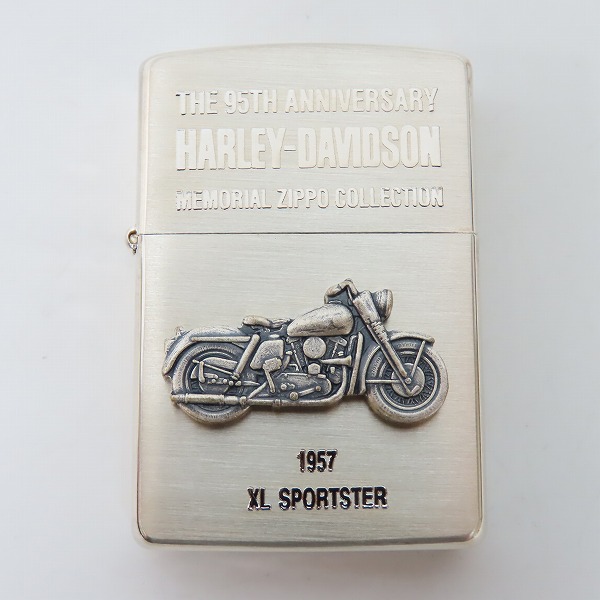 THE 95TH ANNIVERSARY
HARLEY-DAVIDSON
MEMORIAL ZIPPO COLLECTION
1957
XL SPORTSTER